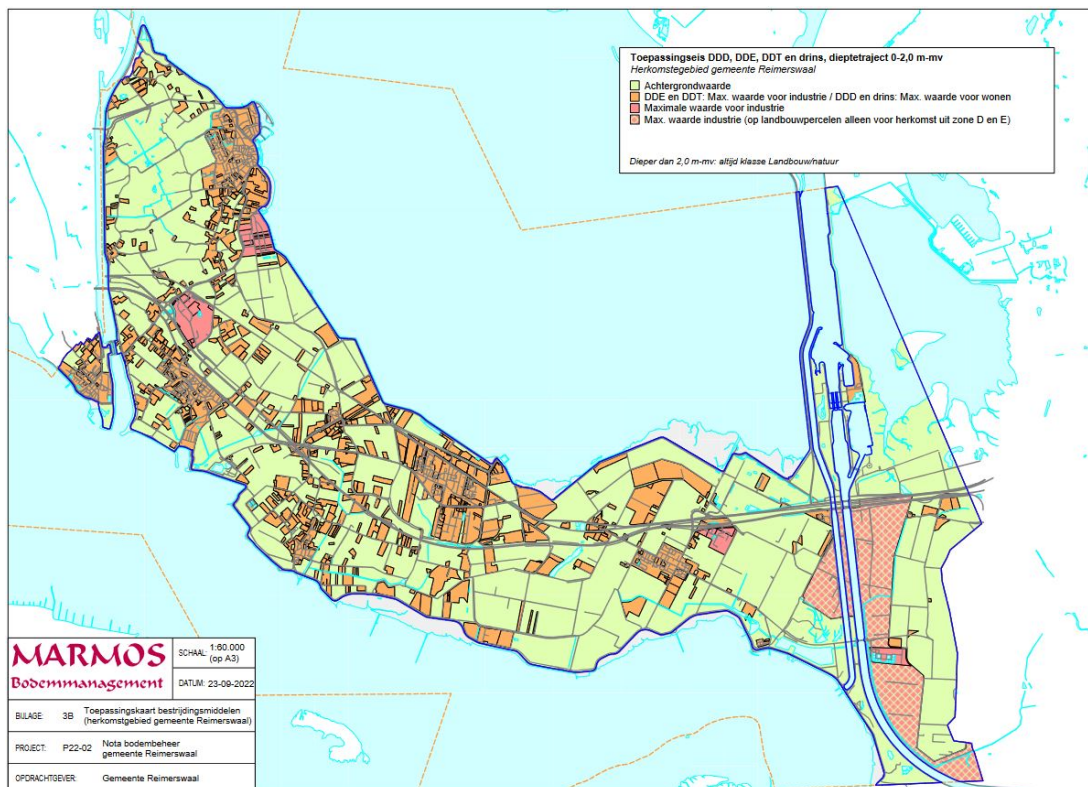 Toepassingseis DDD, DDE, DDT en drins, dieptetraject 0-2,0 m-mv
Herkomstegebied gemeente Reimerswaal
Achtergrondwaarde
DDE en DDT: Max. waarde voor industrie / DDD en drins: Max. waarde voor wonen
Maximale waarde voor industrie
Max. waarde industrie (op landbouwpercelen alleen voor herkomst uit zone D en E)
Dieper dan 2,0 m-mv: altijd klasse Landbouw/natuur
MARMOS
Bodemmanagement
SCHAAL: 1:60.000
(op A3)
DATUM: 23-09-2022
BIJLAGE: 3B Toepassingskaart bestrijdingsmiddelen
(herkomstgebied gemeente Reimerswaal)
PROJECT: P22-02 Nota bodembeheer
gemeente Reimerswaal
OPDRACHTGEVER: Gemeente Reimerswaal